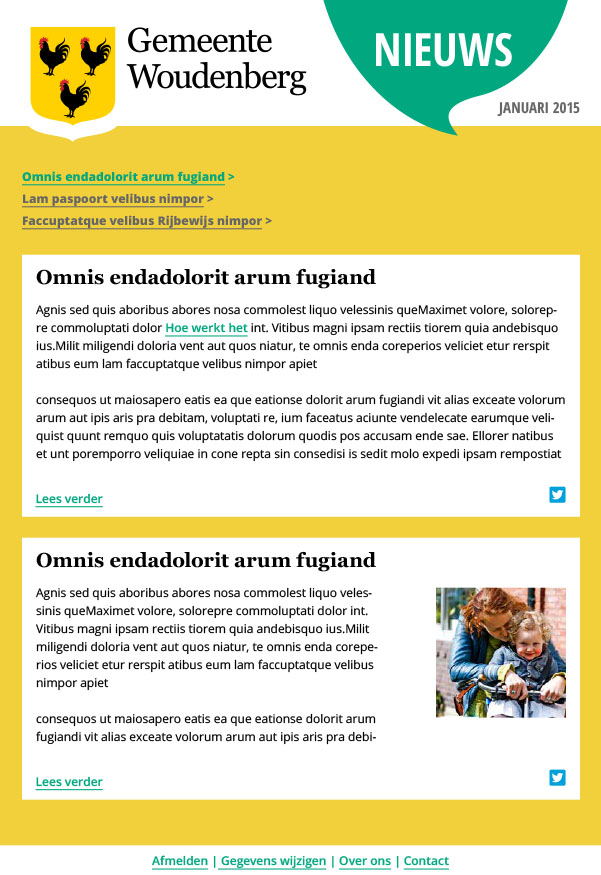 Gemeente
Woudenberg
NIEUWS
JANUARI 2015
Omnis endadolorit arum fugiand >
Lam paspoort velibus nimpor >
Faccuptatque velibus Rijbewijs nimpor >
Omnis endadolorit arum fugiand
Agnis sed quis aboribus abores nosa commolest liquo velessinis queMaximet volore, solorep-
re commoluptati dolor Hoe werkt het int. Vitibus magni ipsam rectiis tiorem quia andebisquo
ius.Milit miligendi doloria vent aut quos niatur, te omnis enda coreperios veliciet etur rerspit
atibus eum lam faccuptatque velibus nimpor apiet
consequos ut maiosapero eatis ea que eationse dolorit arum fugiandi vit alias exceate volorum
arum aut ipis aris pra debitam, voluptati re, ium faceatus aciunte vendelecate earumque veli-
quist quunt remquo quis voluptatatis dolorum quodis pos accusam ende sae. Ellorer natibus
et unt poremporro veliquiae in cone repta sin consedisi is sedit molo expedi ipsam rempostiat
Lees verder
Omnis endadolorit arum fugiand
Agnis sed quis aboribus abores nosa commolest liquo veles-
sinis queMaximet volore, solorepre commoluptati dolor int.
Vitibus magni ipsam rectiis tiorem quia andebisquo ius.Milit
miligendi doloria vent aut quos niatur, te omnis enda corepe-
rios veliciet etur rerspit atibus eum lam faccuptatque velibus
nimpor apiet
consequos ut maiosapero eatis ea que eationse dolorit arum
fugiandi vit alias exceate volorum arum aut ipis aris pra debi-
Lees verder
Afmelden | Gegevens wijzigen | Over ons | Contact